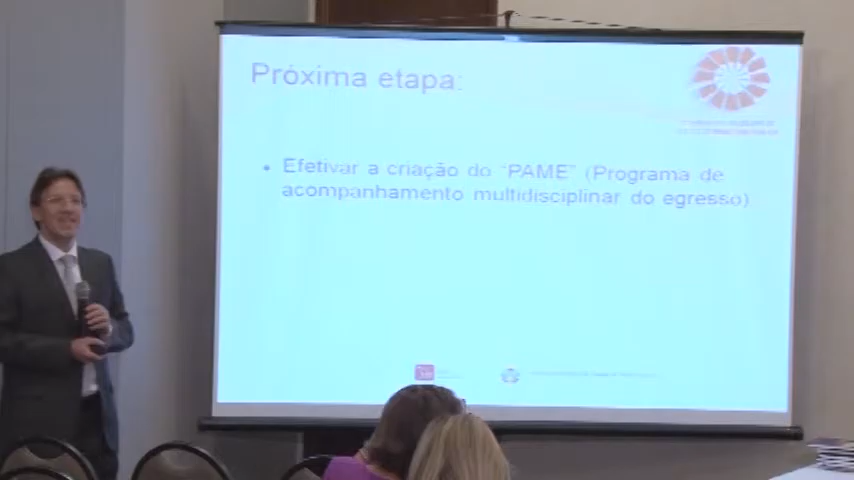 Próxima etapa:
• Efetivar a criação do "PAME" (Programa de
acompanhamento multidisciplinar do egresso)